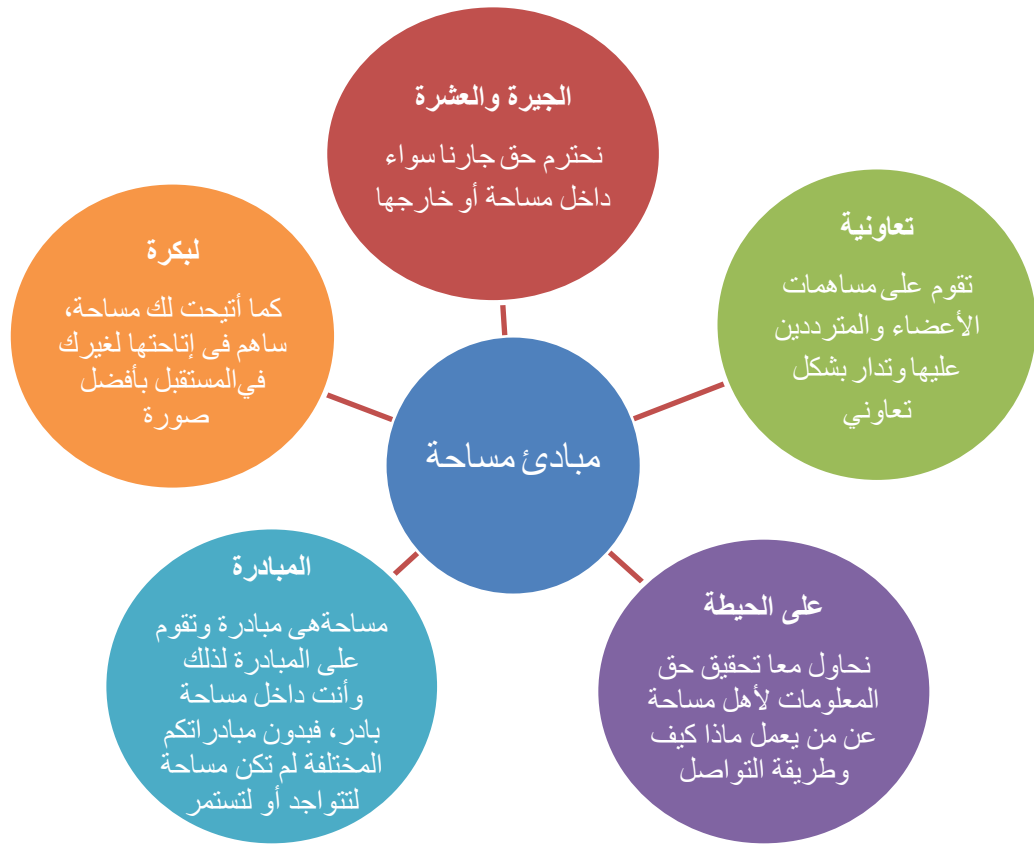 الجيرة والعشرة
نحترم حق جارنا سواء
داخل مساحة أو خارجها
تعاونية
تقوم على مساهمات
الأعضاء والمترددين
عليها وتدار بشكل
تعاوني
على الحيطة
نحاول معا تحقيق حق
المعلومات لأهل مساحة
عن من يعمل ماذا كيف
وطريقة التواصل
المبادرة
مساحةهى مبادرة وتقوم
على المبادرة لذلك
وأنت داخل مساحة
بادر، فبدون مبادراتكم
المختلفة لم تكن مساحة
لتتواجد أو لتستمر
لبكرة
كما أتيحت لك مساحة،
ساهم فى إتاحتها لغيرك
في المستقبل بأفضل
صورة
مبادئ مساحة